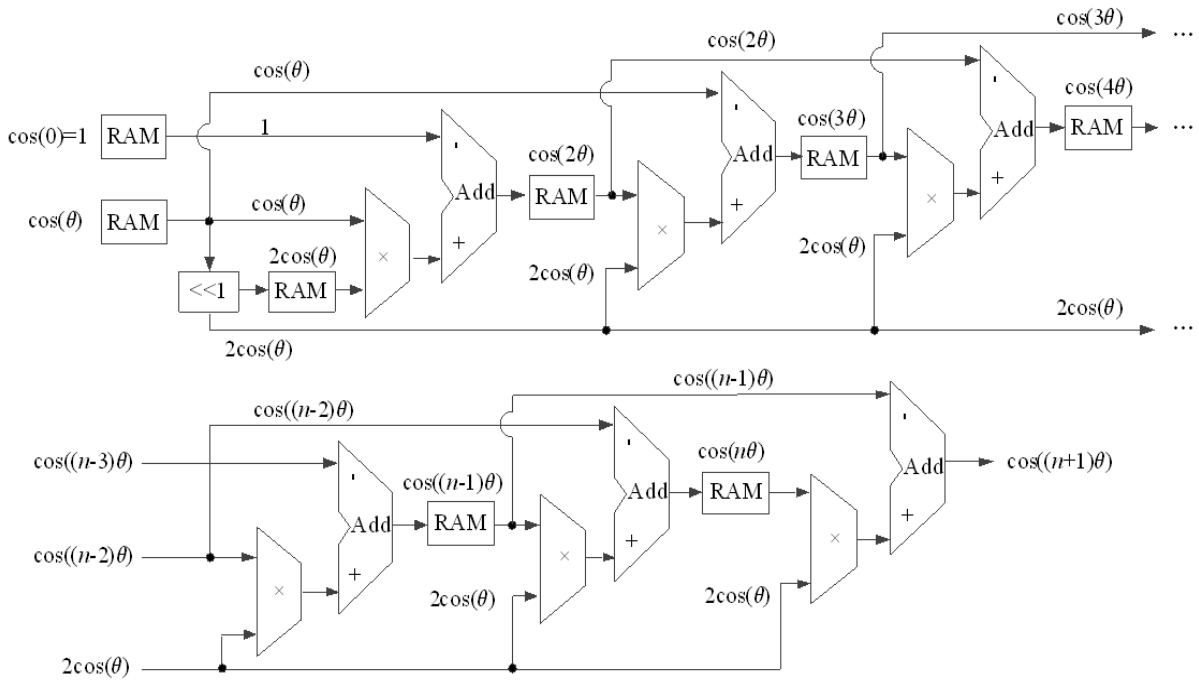 cos(3θ)
...
cos(2θ)
cos(θ)
cos(4θ)
cos(0)=1
RAM
1
'
'
'
Add
cos(3θ)
RAM
Add
RAM
...
cos(2θ)
RAM
Add
cos(θ)
RAM
cos(θ)
×
×
×
+
+
+
2cos(θ)
2cos(θ)
2cos(θ)
<<1
RAM
2cos(θ)
2cos(θ)
...
cos((n-1)θ)
cos((n-2)θ)
cos((n-3)θ)
'
'
'
cos((n-1)θ)
RAM
Add
cos(nθ)
RAM
Add
Add
cos((n+1)θ)
cos((n-2)θ)
×
×
×
+
+
+
2cos(θ)
2cos(θ)
2cos(θ)